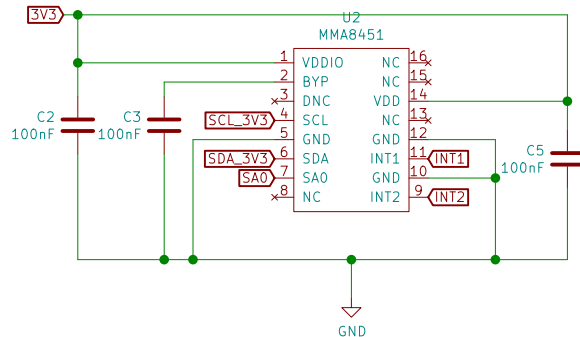 3V3
U2
MMA8451
1 VDDIO NC 16
2 BYP NC 15
3 DNC VDD 14
SCL_3V3 4 SCL NC 13
5 GND GND 12
SDA_3V3 6 SDA INT1 11 INT1
SA0 7 SA0 GND 10
8 NC INT2 9 INT2
C2
100nF
C3
100nF
C5
100nF
GND